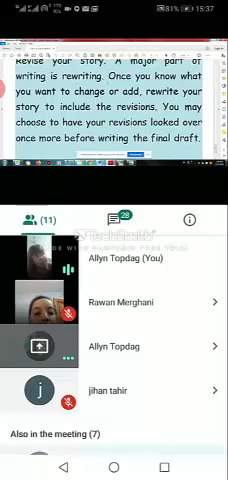 81% 15:37
Revise your story. A major part of
writing is rewriting. Once you know what
you want to change or add, rewrite your
story to include the revisions. You may
choose to have your revisions looked over
once more before writing the final draft.
(11)
28
TechSmith
Allyn Topdag (You)
Rawan Merghani
Allyn Topdag
j
jihan tahir
Also in the meeting (7)